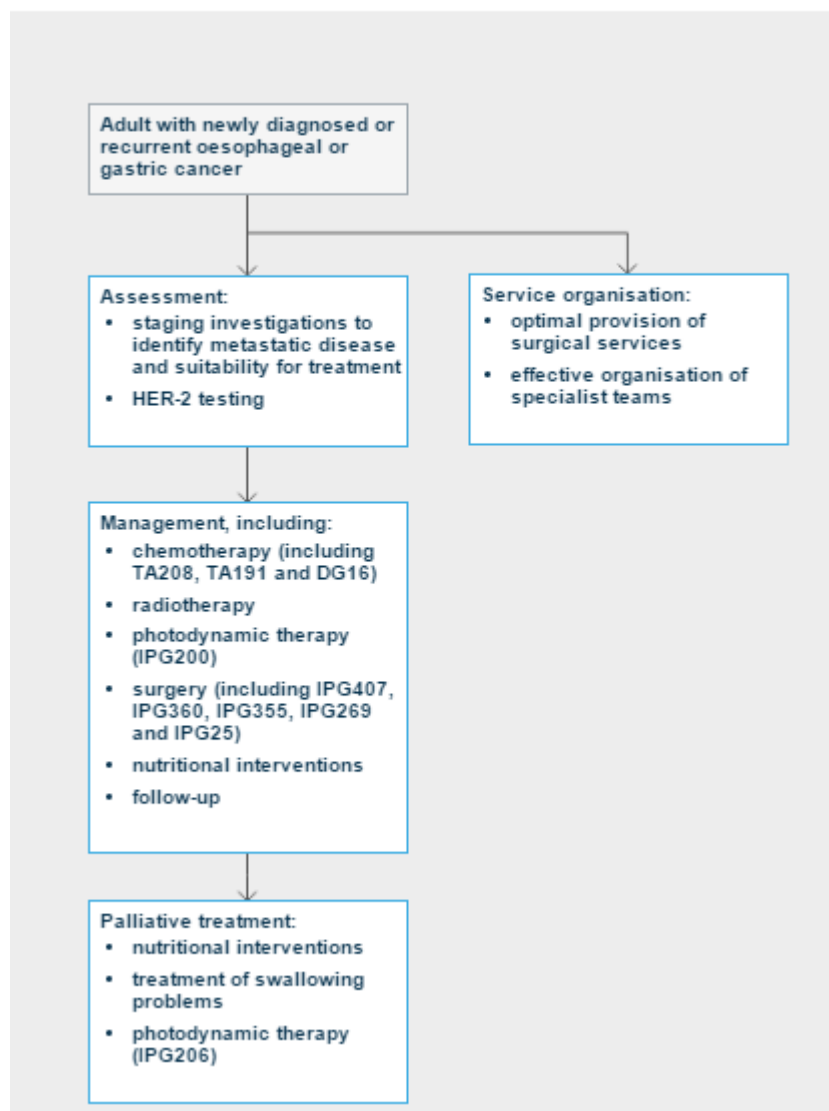 Adult with newly diagnosed or
recurrent oesophageal or
gastric cancer
Assessment:
• staging investigations to
identify metastatic disease
and suitability for treatment
• HER-2 testing
Service organisation:
• optimal provision of
surgical services
• effective organisation of
specialist teams
Management, including:
• chemotherapy (including
TA208, TA191 and DG16)
• radiotherapy
• photodynamic therapy
(IPG200)
• surgery (including IPG407,
IPG360, IPG355, IPG269
and IPG25)
• nutritional interventions
• follow-up
Palliative treatment:
• nutritional interventions
• treatment of swallowing
problems
• photodynamic therapy
(IPG206)